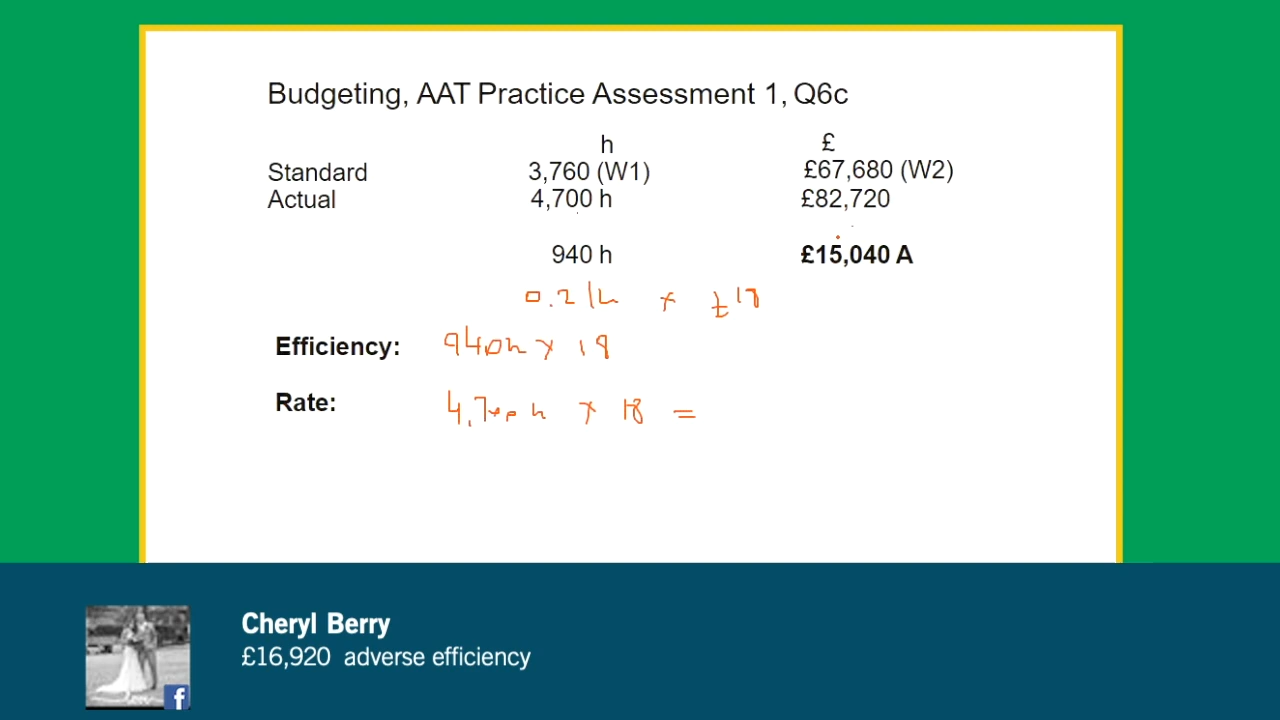 Budgeting, AAT Practice Assessment 1, Q6c
h £
Standard 3,760 (W1) £67,680 (W2)
Actual 4,700 h £82,720
940 h £15,040 A
0.2 h × £18
Efficiency: 940h × 18
Rate: 4,700 h × 18 =
Cheryl Berry
£16,920 adverse efficiency
f